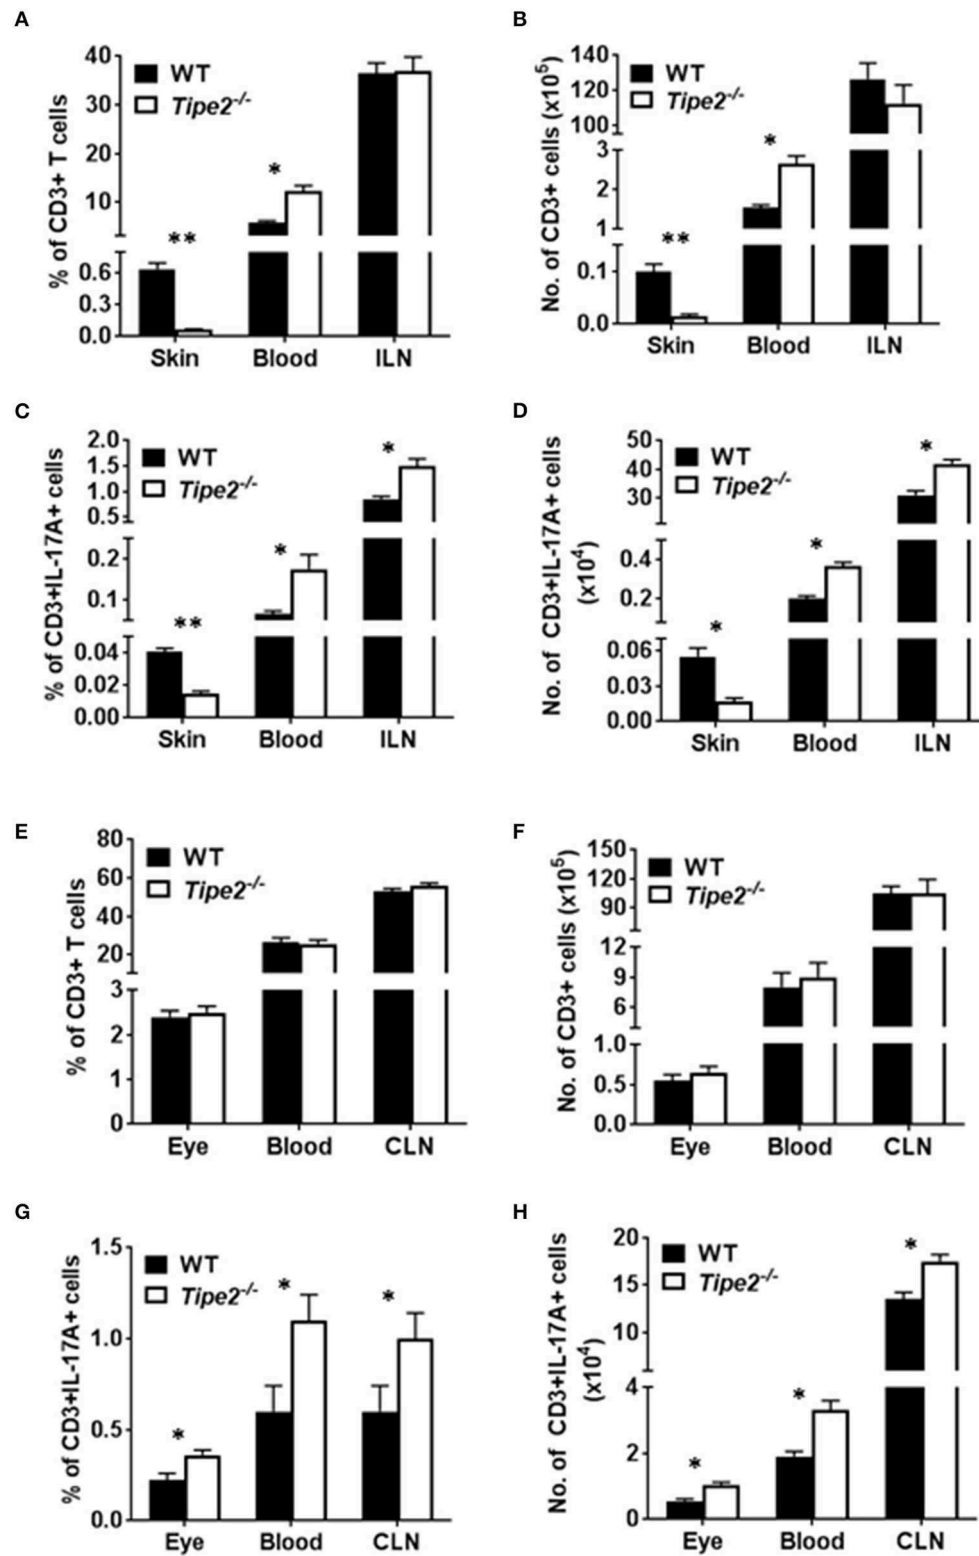 A
% of CD3+ T cells
40
30
20
10
0.6
0.3
0.0
WT
Tipe2-/-
**
*
Skin Blood ILN
B
No. of CD3+ cells (x10⁵)
140
120
100
3
2
1
0.1
0.0
WT
Tipe2-/-
**
*
Skin Blood ILN
C
% of CD3+IL-17A+ cells
2.0
1.5
1.0
0.5
0.2
0.1
0.04
0.02
0.00
WT
Tipe2-/-
**
*
*
Skin Blood ILN
D
No. of CD3+IL-17A+ cells
(x10⁴)
50
40
30
0.4
0.2
0.06
0.03
0.00
WT
Tipe2-/-
*
*
*
Skin Blood ILN
E
% of CD3+ T cells
80
60
40
20
3
2
1
0
WT
Tipe2-/-
Eye Blood CLN
F
No. of CD3+ cells (x10⁵)
150
120
90
12
9
6
1.0
0.5
0.0
WT
Tipe2-/-
Eye Blood CLN
G
% of CD3+IL-17A+ cells
1.5
1.0
0.5
0.0
WT
Tipe2-/-
*
*
*
Eye Blood CLN
H
No. of CD3+IL-17A+ cells
(x10⁴)
20
15
10
4
2
0
WT
Tipe2-/-
*
*
*
Eye Blood CLN